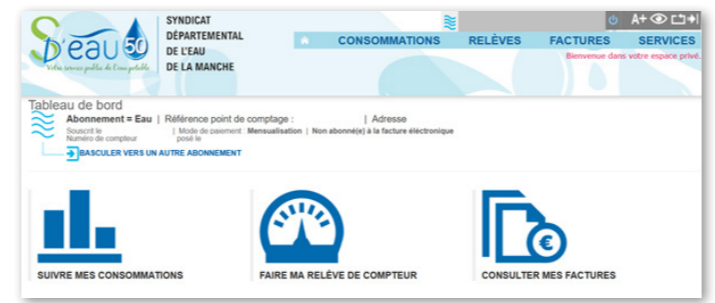 SDeau50
Votre service public de l'eau potable
SYNDICAT
DÉPARTEMENTAL
DE L'EAU
DE LA MANCHE
A+
CONSOMMATIONS RELÈVES FACTURES SERVICES
Bienvenue dans votre espace privé.
Tableau de bord
Abonnement = Eau | Référence point de comptage : | Adresse
Souscrit le | Mode de paiement Mensualisation | Non abonné(e) à la facture éléctronique
Numéro de compteur posé le
BASCULER VERS UN AUTRE ABONNEMENT
SUIVRE MES CONSOMMATIONS
FAIRE MA RELÈVE DE COMPTEUR
€
CONSULTER MES FACTURES